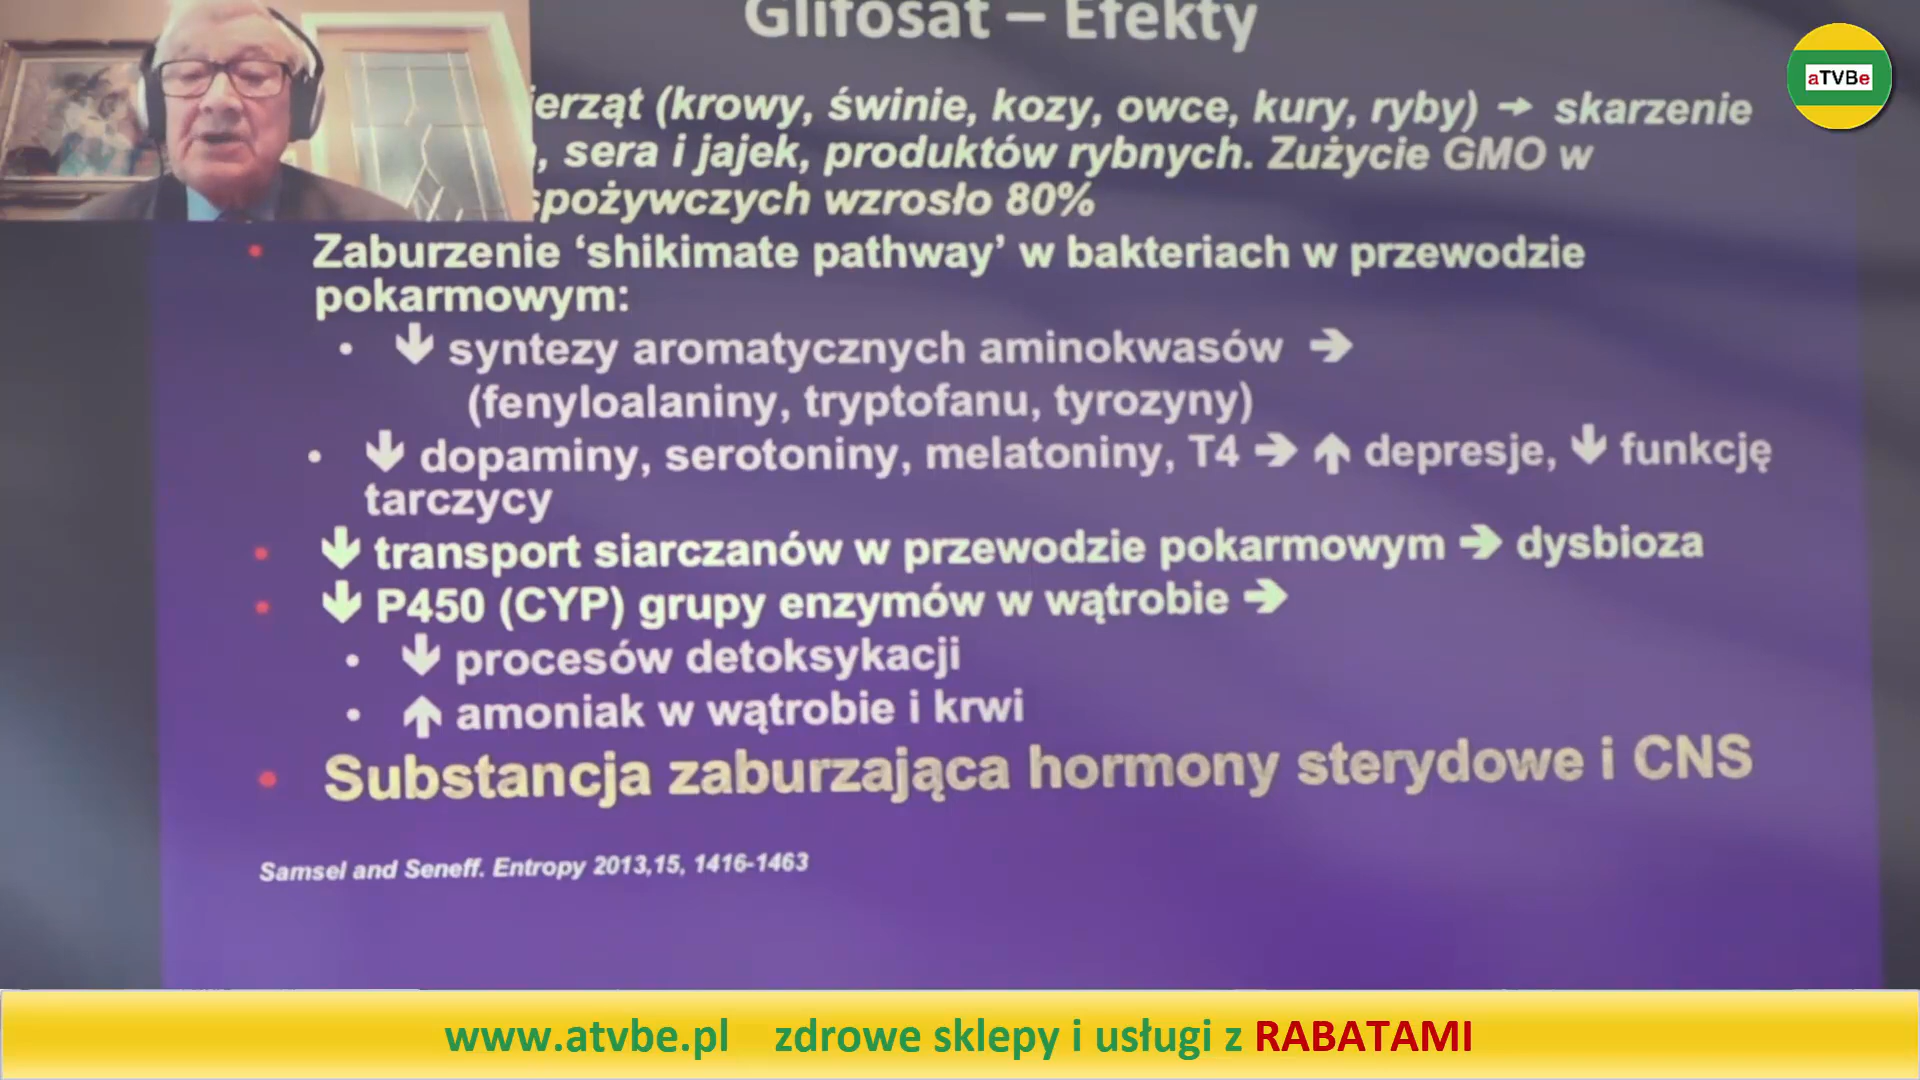 Glifosat – Efekty
aTVBe
(krowy, świnie, kozy, owce, kury, ryby) → skarzenie
sera i jajek, produktów rybnych. Zużycie GMO w
spożywczych wzrosło 80%
• Zaburzenie ‘shikimate pathway’ w bakteriach w przewodzie
pokarmowym:
• ↓ syntezy aromatycznych aminokwasów →
(fenyloalaniny, tryptofanu, tyrozyny)
• ↓ dopaminy, serotoniny, melatoniny, T4 → ↑ depresje, ↓ funkcję
tarczycy
• ↓ transport siarczanów w przewodzie pokarmowym → dysbioza
• ↓ P450 (CYP) grupy enzymów w wątrobie →
• ↓ procesów detoksykacji
• ↑ amoniak w wątrobie i krwi
• Substancja zaburzająca hormony sterydowe i CNS
Samsel and Seneff. Entropy 2013,15, 1416-1463
www.atvbe.pl zdrowe sklepy i usługi z RABATAMI